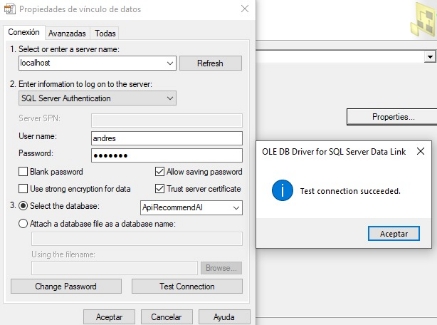 Propiedades de vínculo de datos
Conexión Avanzadas Todas
1. Select or enter a server name:
localhost
Refresh
2. Enter information to log on to the server:
SQL Server Authentication
Server SPN:
User name: andres
Password: •••••••
Blank password Allow saving password
Use strong encryption for data Trust server certificate
3. Select the database: ApiRecommendAI
Attach a database file as a database name:
Using the filename:
Browse...
Change Password Test Connection
Aceptar Cancelar Ayuda
Properties...
OLE DB Driver for SQL Server Data Link
Test connection succeeded.
Aceptar